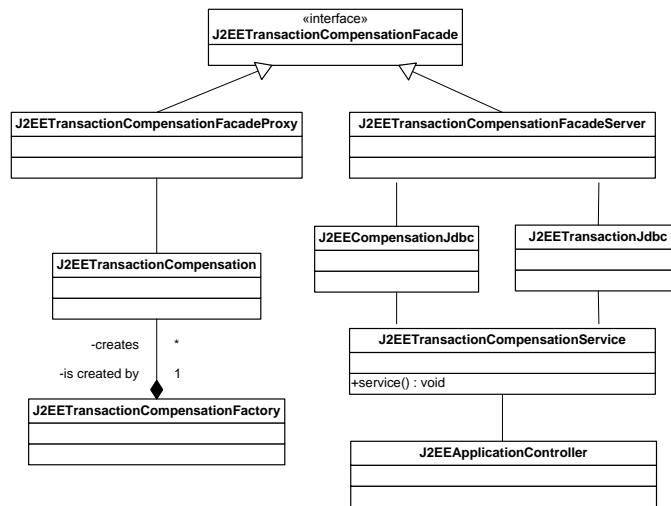 «interface»
J2EETransactionCompensationFacade
J2EETransactionCompensationFacadeProxy
J2EETransactionCompensationFacadeServer
J2EECompensationJdbc
J2EETransactionJdbc
J2EETransactionCompensation
-creates *
-is created by 1
J2EETransactionCompensationService
+service() : void
J2EETransactionCompensationFactory
J2EEApplicationController